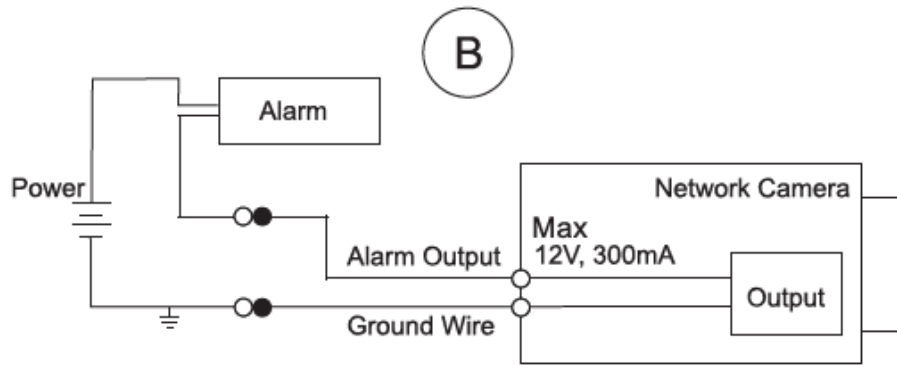 B
Alarm
Power
Network Camera
Max
12V, 300mA
Alarm Output
Output
Ground Wire